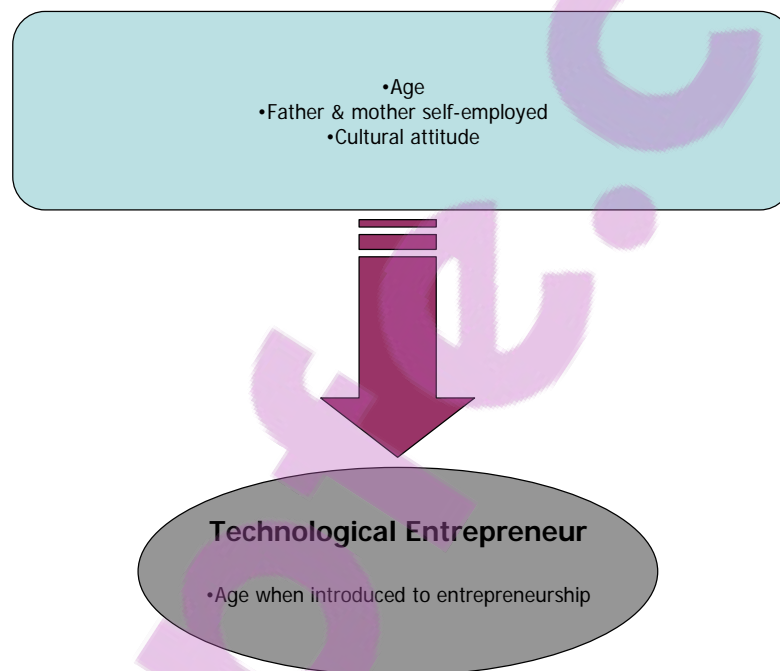 •Age
•Father & mother self-employed
•Cultural attitude
Technological Entrepreneur
•Age when introduced to entrepreneurship